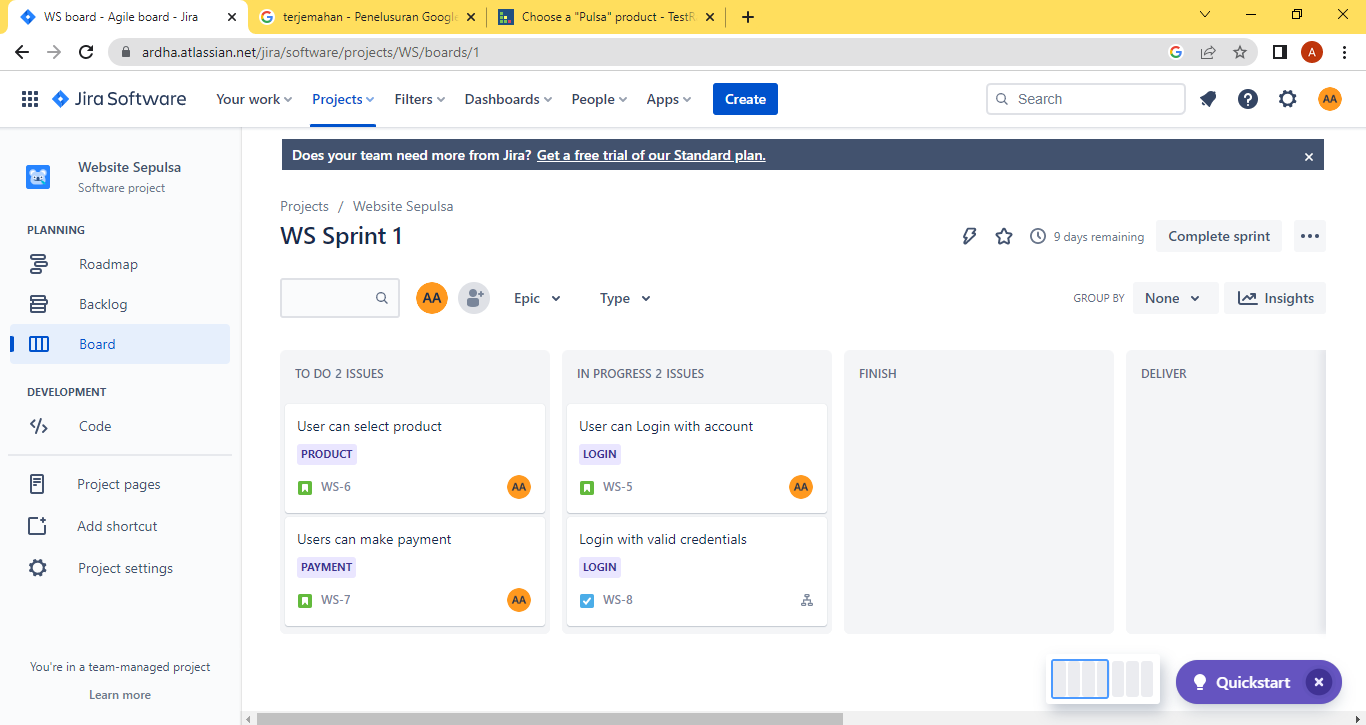 WS board - Agile board - Jira
terjemahan - Penelusuran Google
Choose a "Pulsa" product - TestR
ardha.atlassian.net/jira/software/projects/WS/boards/1
A
Jira Software
Your work
Projects
Filters
Dashboards
People
Apps
Create
Search
AA
Website Sepulsa
Software project
PLANNING
Roadmap
Backlog
Board
DEVELOPMENT
Code
Project pages
Add shortcut
Project settings
You're in a team-managed project
Learn more
Does your team need more from Jira? Get a free trial of our Standard plan.
Projects / Website Sepulsa
WS Sprint 1
9 days remaining
Complete sprint
AA
Epic
Type
GROUP BY
None
Insights
TO DO 2 ISSUES
User can select product
PRODUCT
WS-6
AA
Users can make payment
PAYMENT
WS-7
AA
IN PROGRESS 2 ISSUES
User can Login with account
LOGIN
WS-5
AA
Login with valid credentials
LOGIN
WS-8
FINISH
DELIVER
Quickstart